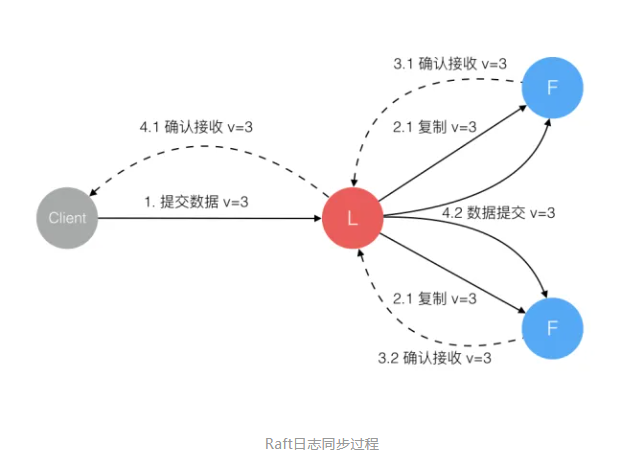 3.1 确认接收 v=3
F
4.1 确认接收 v=3
2.1 复制 v=3
1. 提交数据 v=3
Client
L
4.2 数据提交 v=3
2.1 复制 v=3
F
3.2 确认接收 v=3
Raft日志同步过程